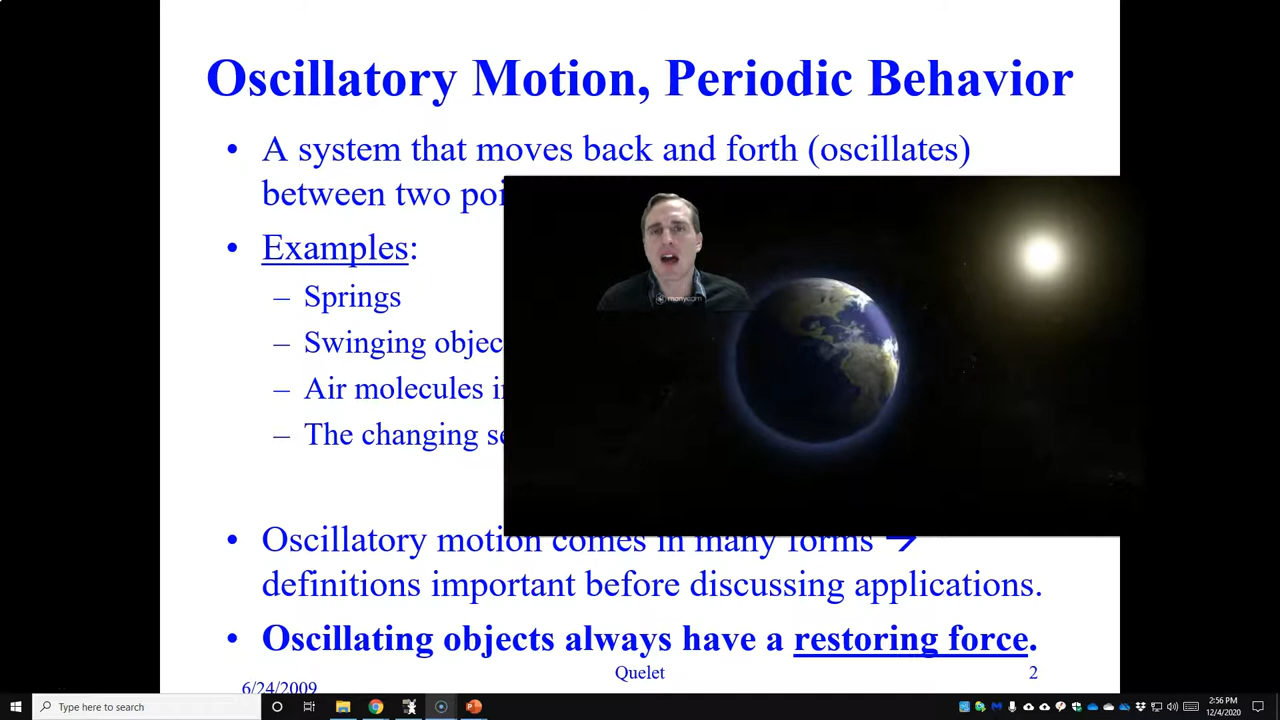 Oscillatory Motion, Periodic Behavior
• A system that moves back and forth (oscillates)
between two
• Examples:
– Springs
– Swinging
– Air molecules
– The changing
• Oscillatory motion comes in many forms →
definitions important before discussing applications.
• Oscillating objects always have a restoring force.
manycam
Quelet
2
6/24/2009
Type here to search
2:56 PM
12/4/2020